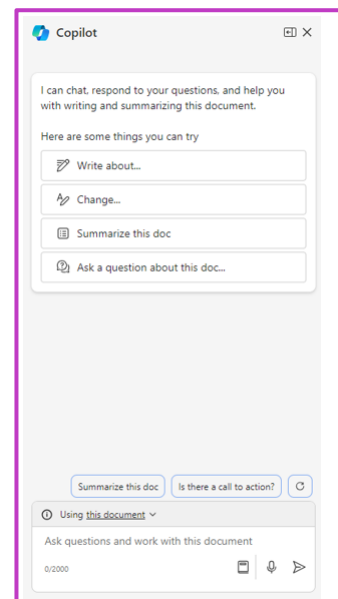 Copilot
I can chat, respond to your questions, and help you
with writing and summarizing this document.
Here are some things you can try
Write about...
Change...
Summarize this doc
Ask a question about this doc...
Summarize this doc
Is there a call to action?
Using this document
Ask questions and work with this document
0/2000